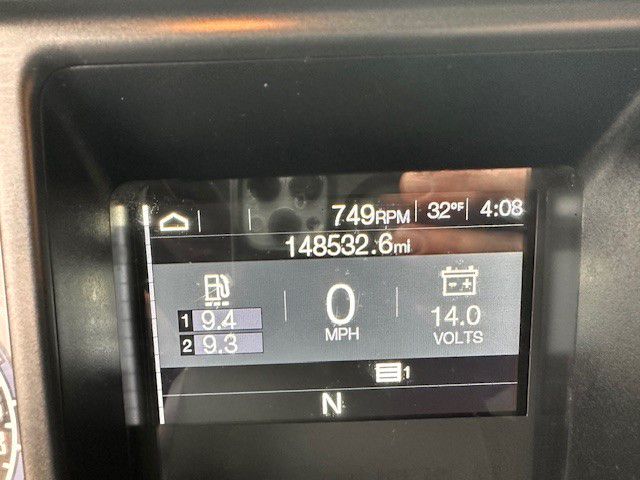 749RPM 32°F 4:08
148532.6mi
1 9.4
2 9.3
0
MPH
14.0
VOLTS
1
N